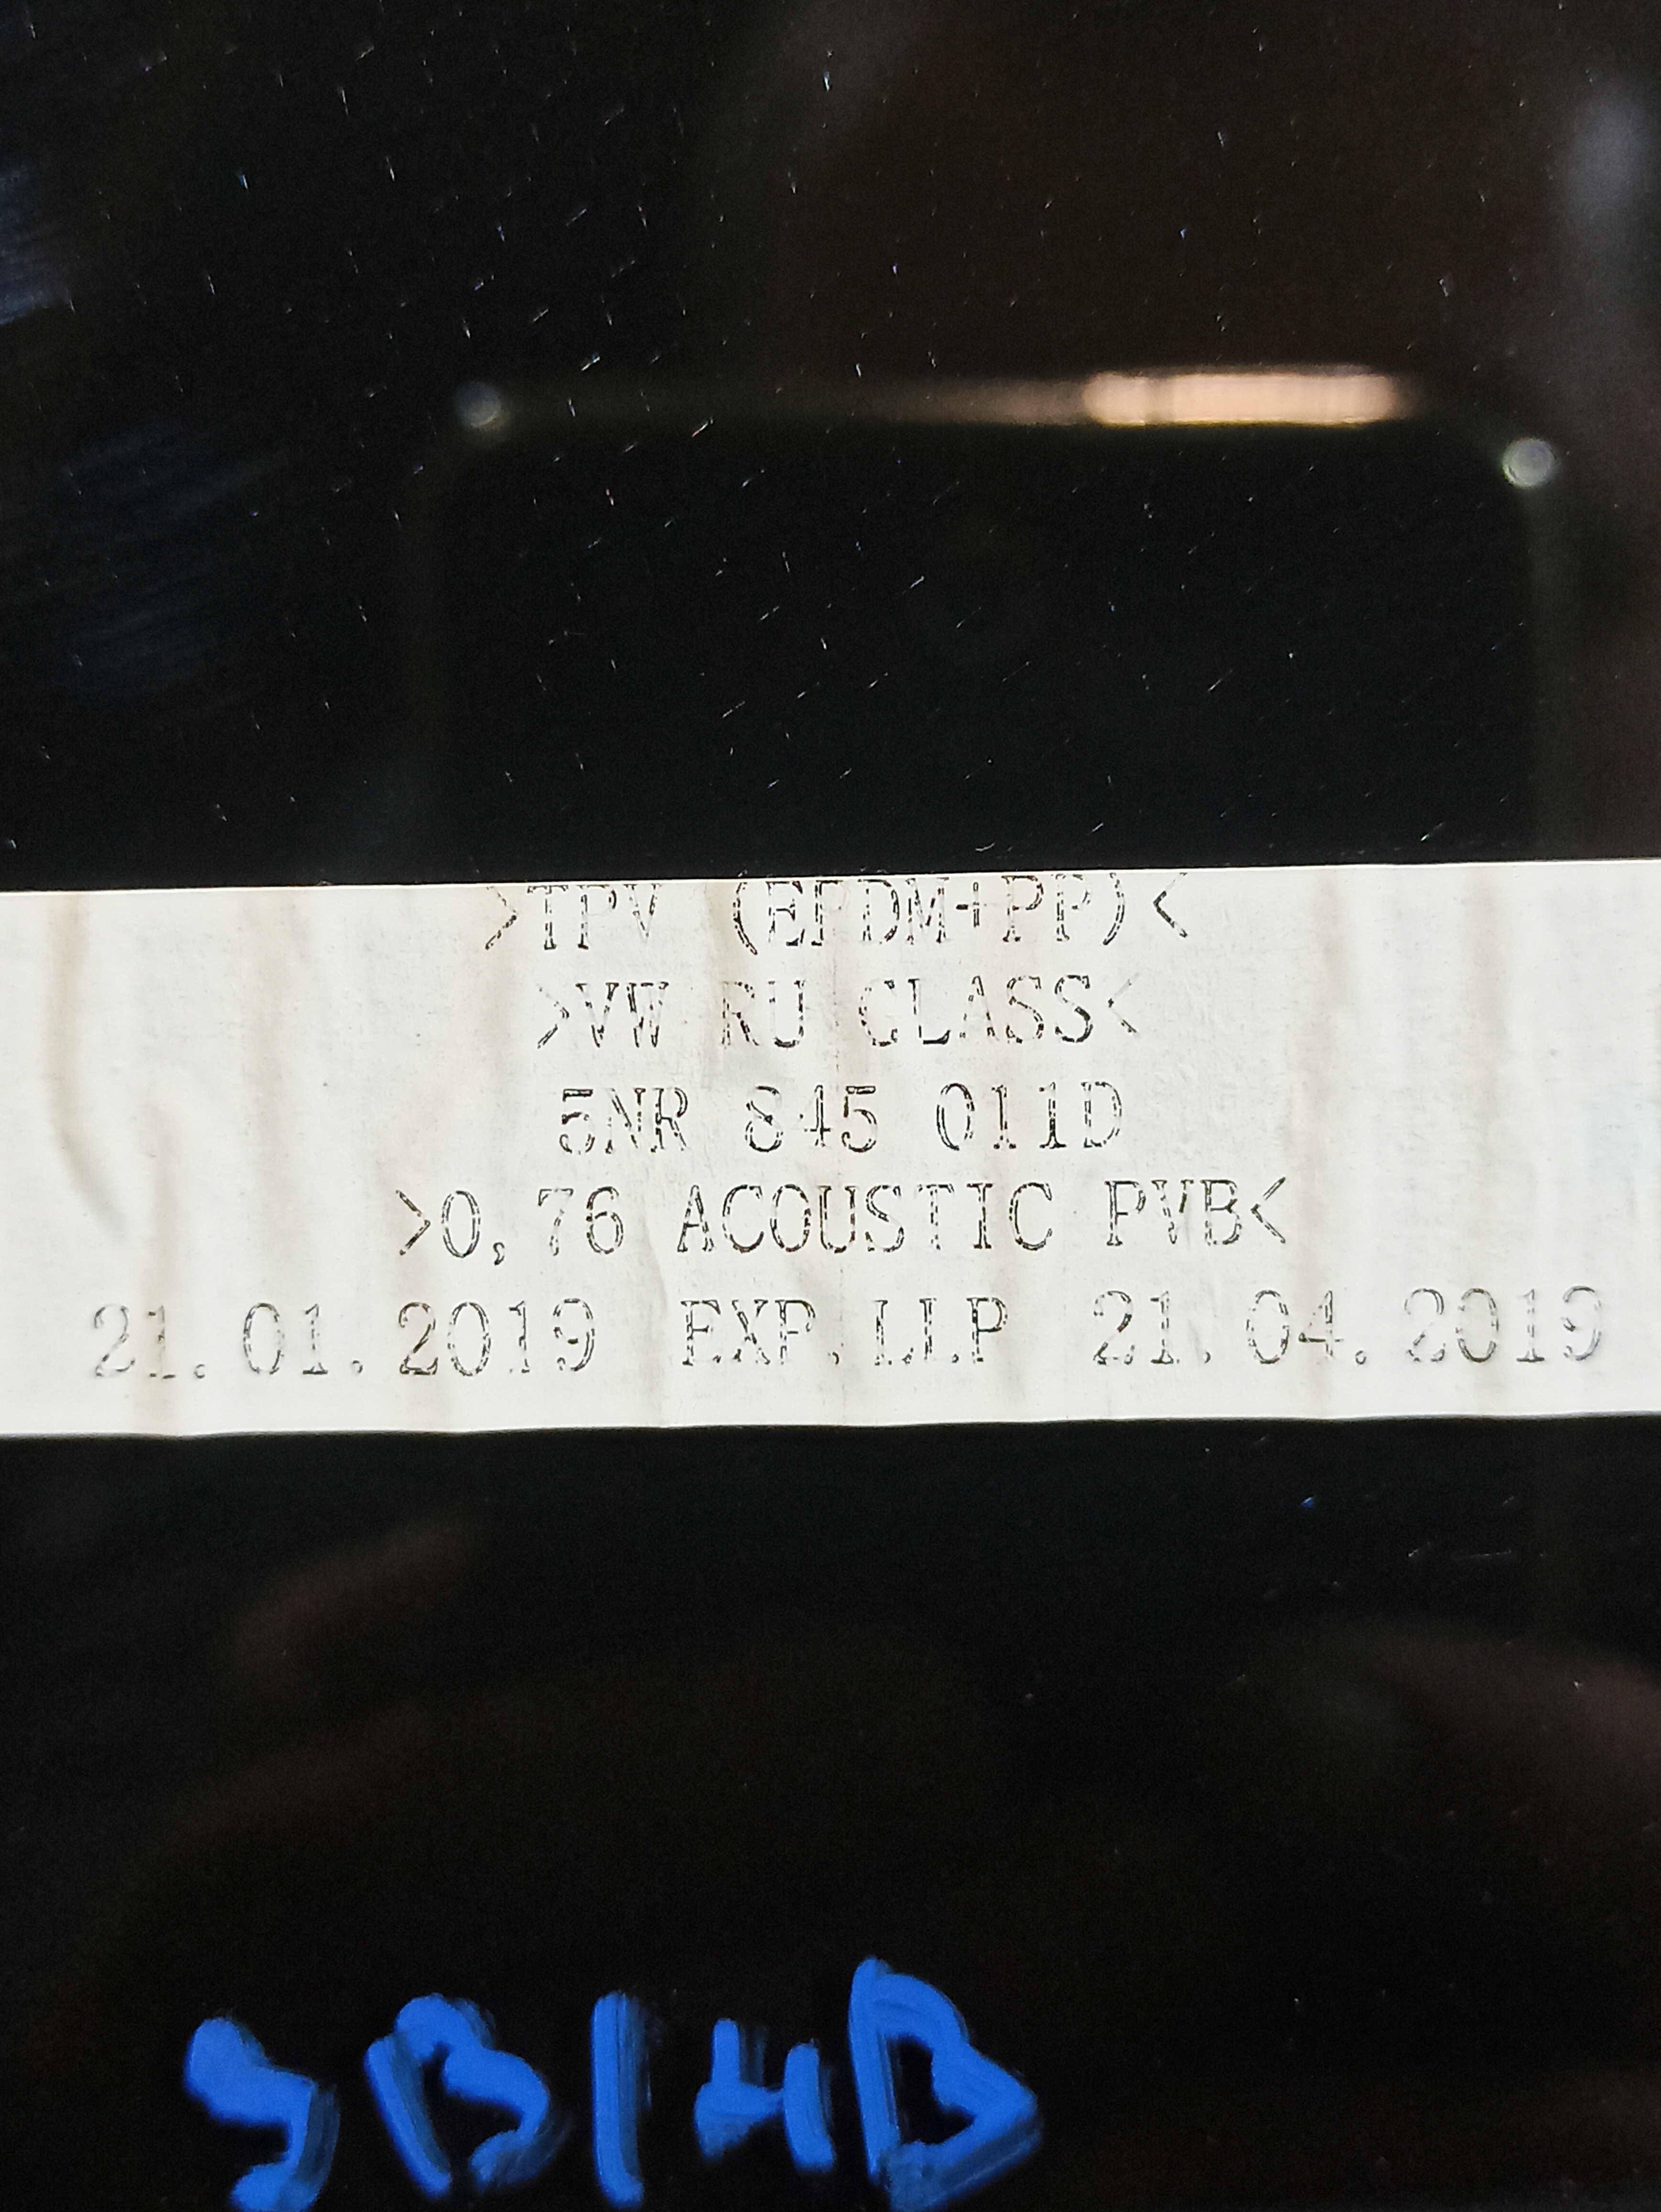 >TPV (EPDM+PP)<
>VW RU CLASS<
5NR 845 011D
>0,76 ACOUSTIC PVB<
21.01.2019 EXP.LLP 21.04.2019